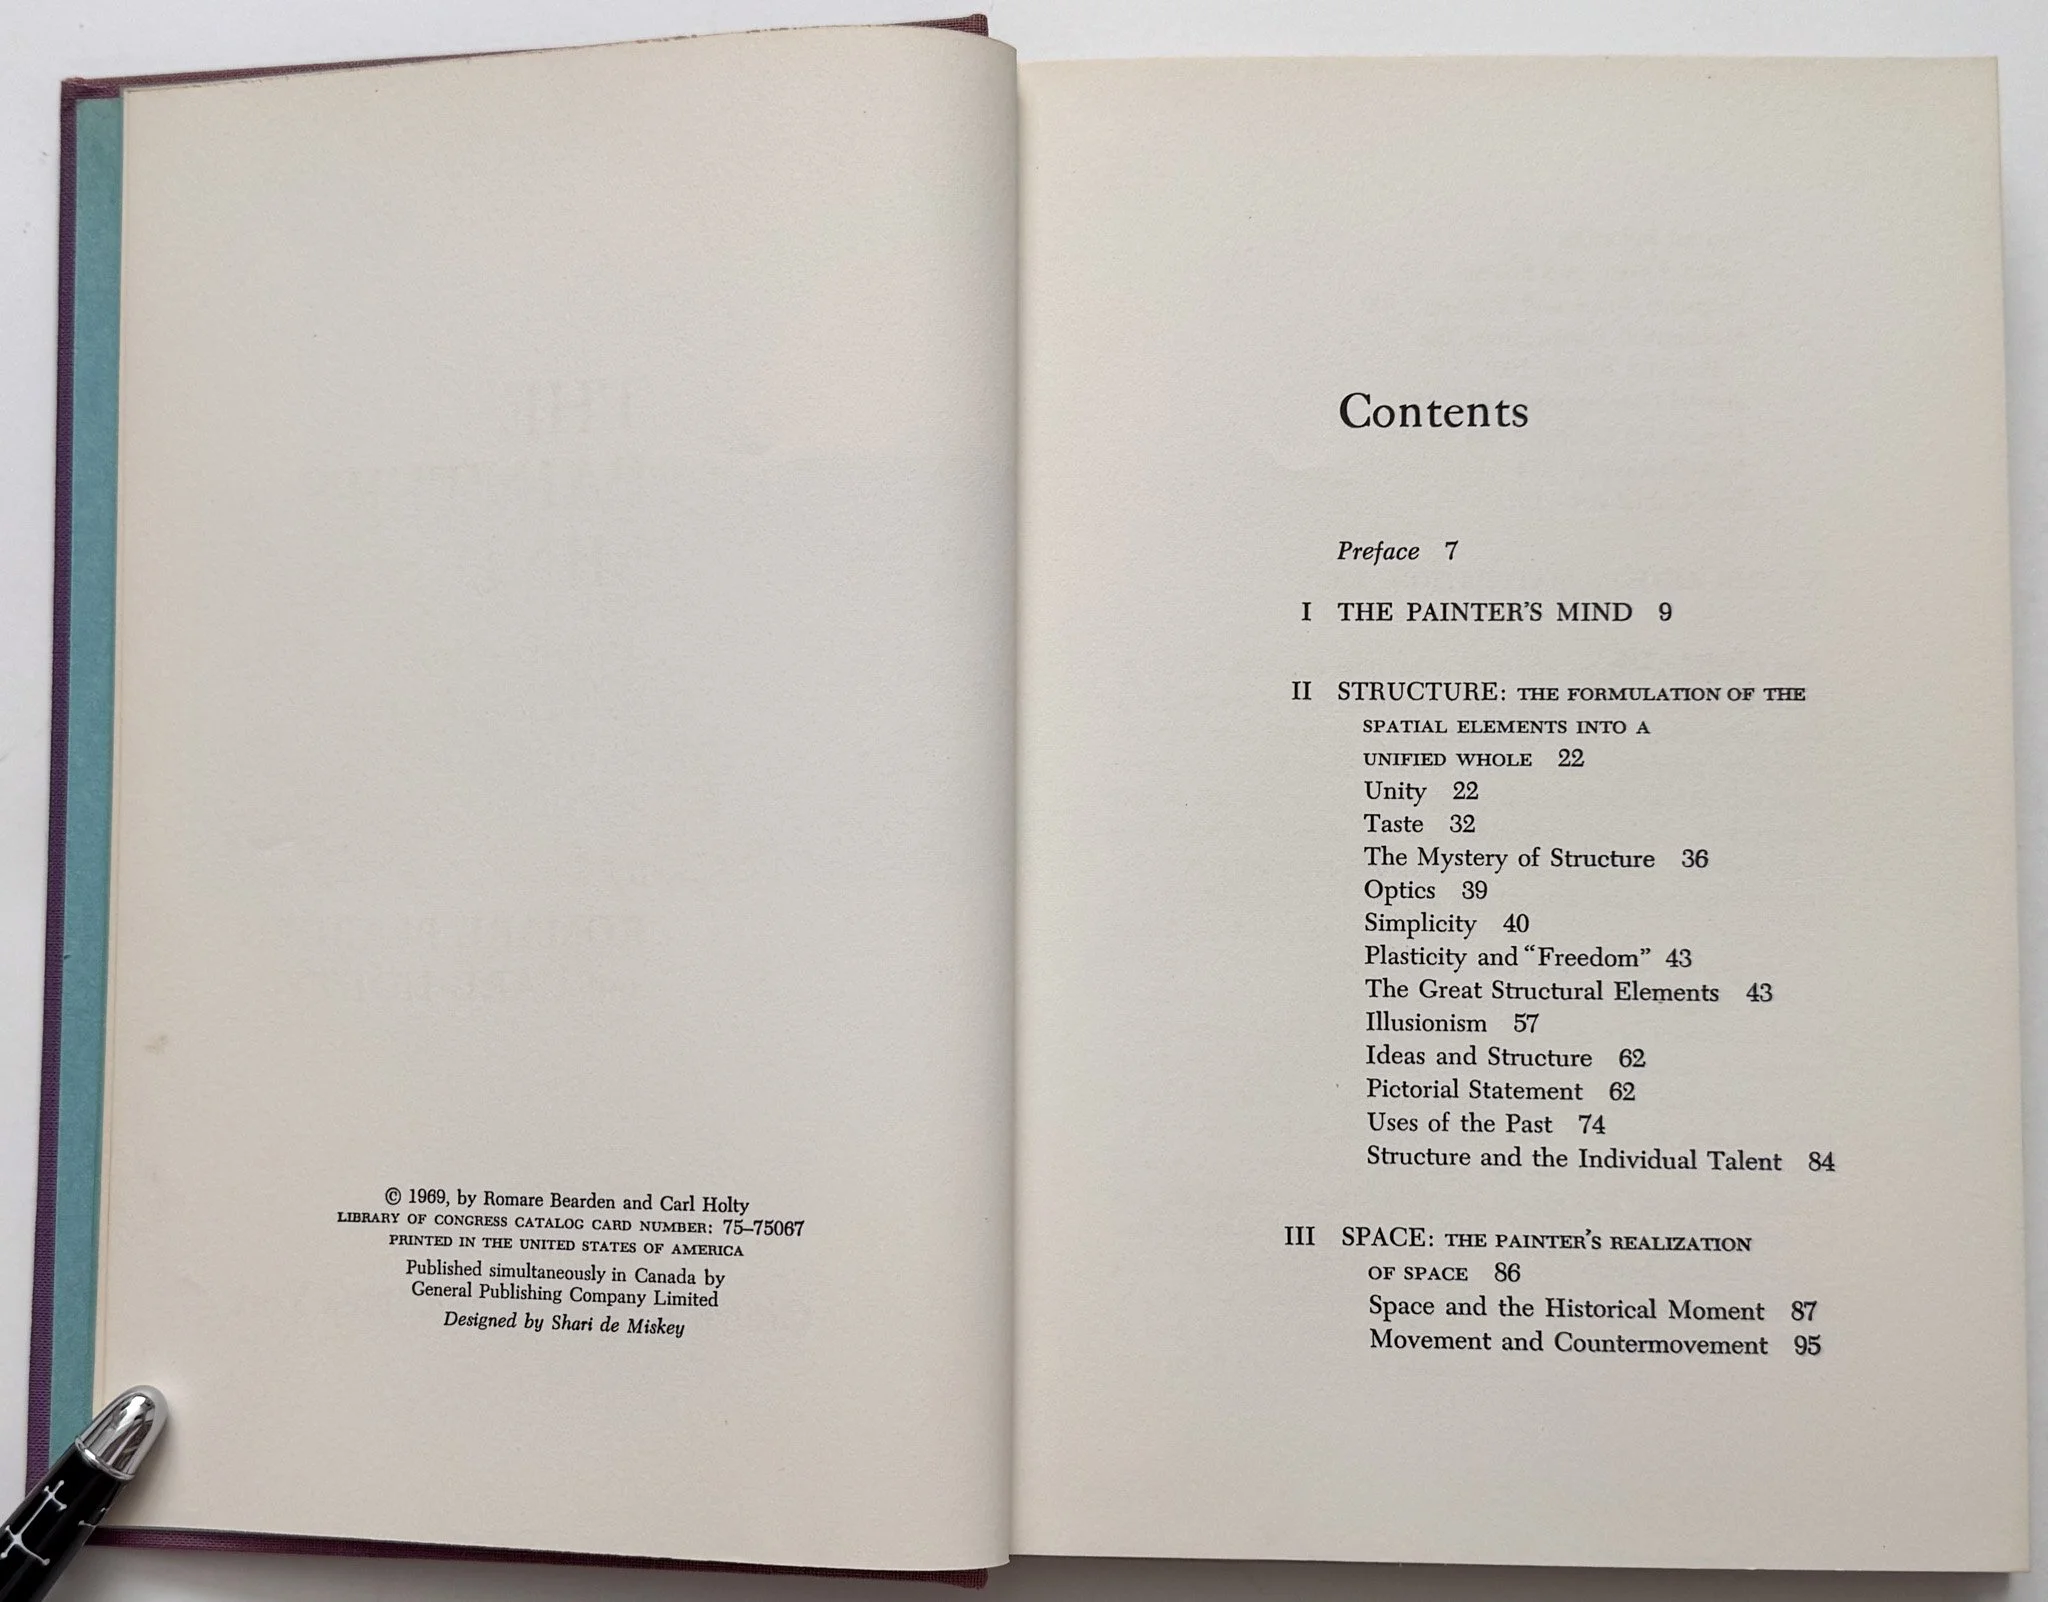 © 1969, by Romare Bearden and Carl Holty
LIBRARY OF CONGRESS CATALOG CARD NUMBER: 75–75067
PRINTED IN THE UNITED STATES OF AMERICA
Published simultaneously in Canada by
General Publishing Company Limited
Designed by Shari de Miskey
Contents
Preface 7
I THE PAINTER'S MIND 9
II STRUCTURE: THE FORMULATION OF THE
SPATIAL ELEMENTS INTO A
UNIFIED WHOLE 22
Unity 22
Taste 32
The Mystery of Structure 36
Optics 39
Simplicity 40
Plasticity and “Freedom” 43
The Great Structural Elements 43
Illusionism 57
Ideas and Structure 62
Pictorial Statement 62
Uses of the Past 74
Structure and the Individual Talent 84
III SPACE: THE PAINTER'S REALIZATION
OF SPACE 86
Space and the Historical Moment 87
Movement and Countermovement 95